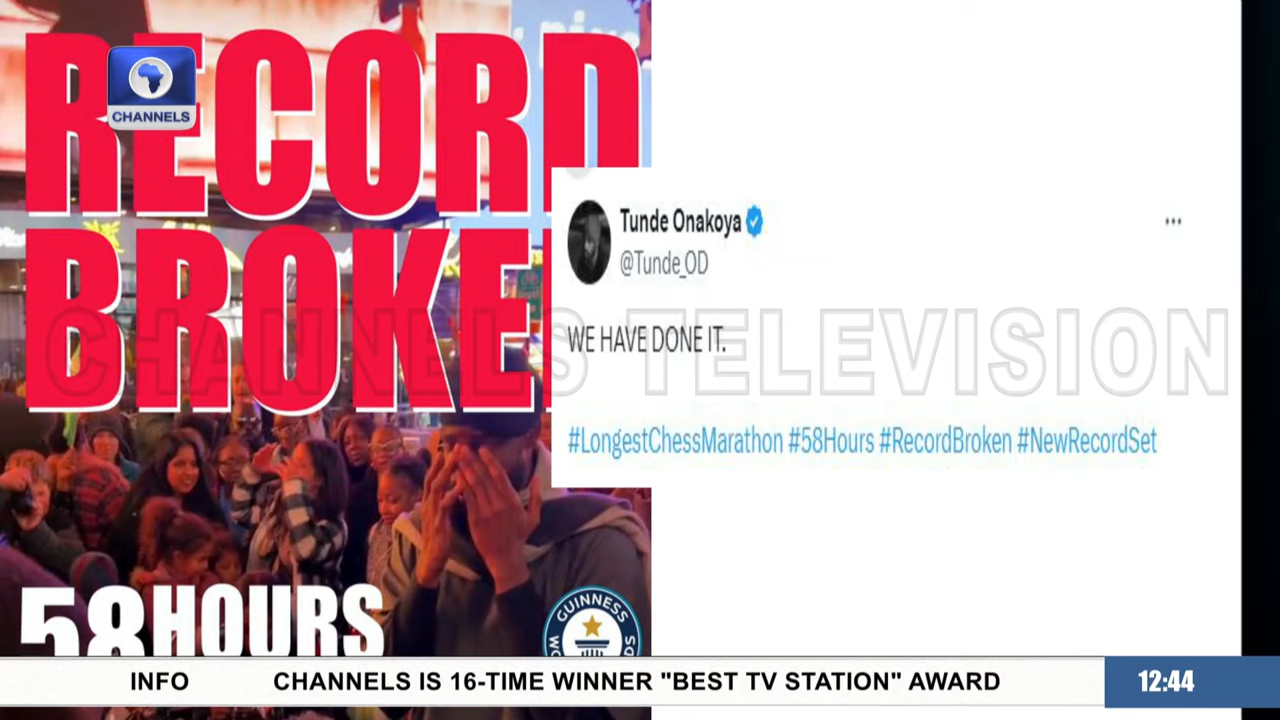 RECORD
CHANNELS
BROKE
Tunde Onakoya
@Tunde_OD
WE HAVE DONE IT.
CHANNELS TELEVISION
#LongestChessMarathon #58Hours #RecordBroken #NewRecordSet
58HOURS
GUINNESS
INFO
CHANNELS IS 16-TIME WINNER "BEST TV STATION" AWARD
12:44